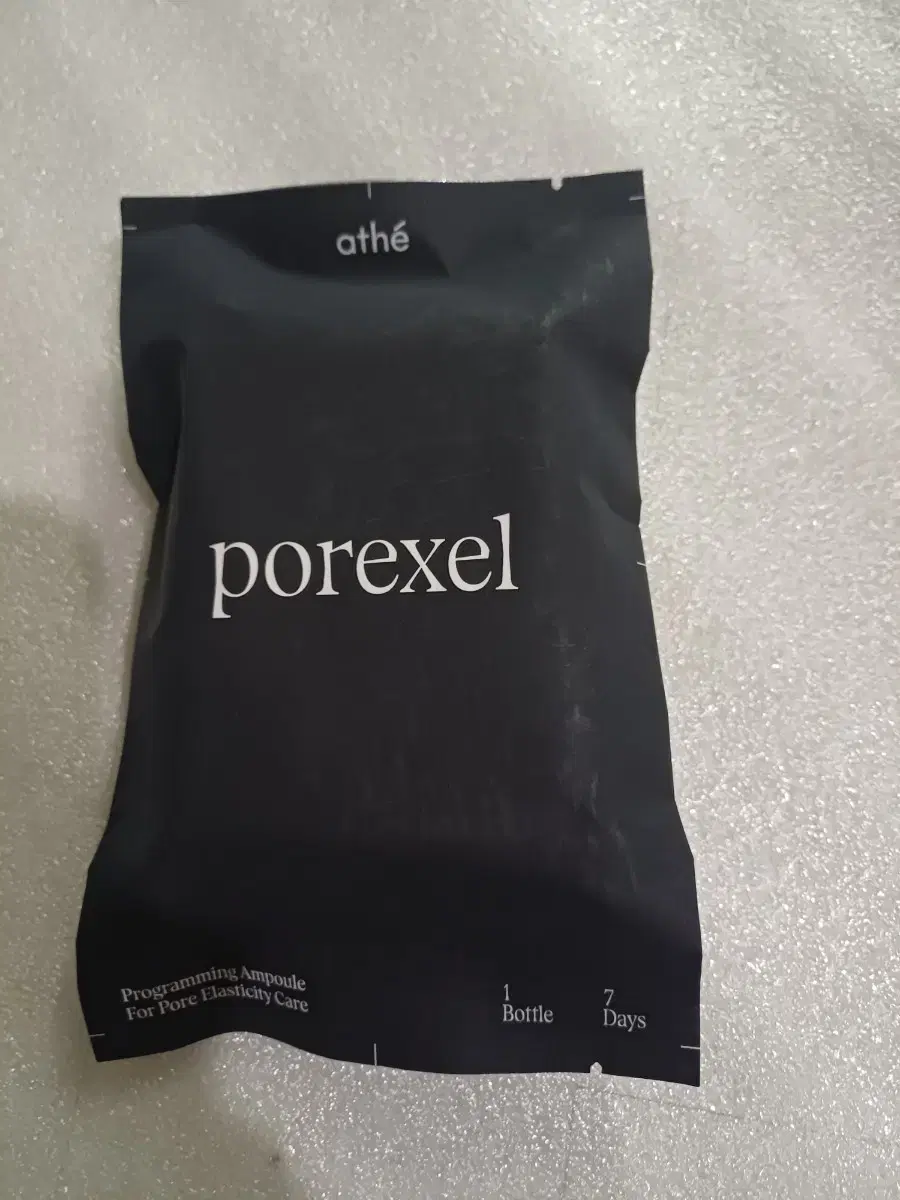 athé
porexel
Programming Ampoule
For Pore Elasticity Care
1
Bottle
7
Days